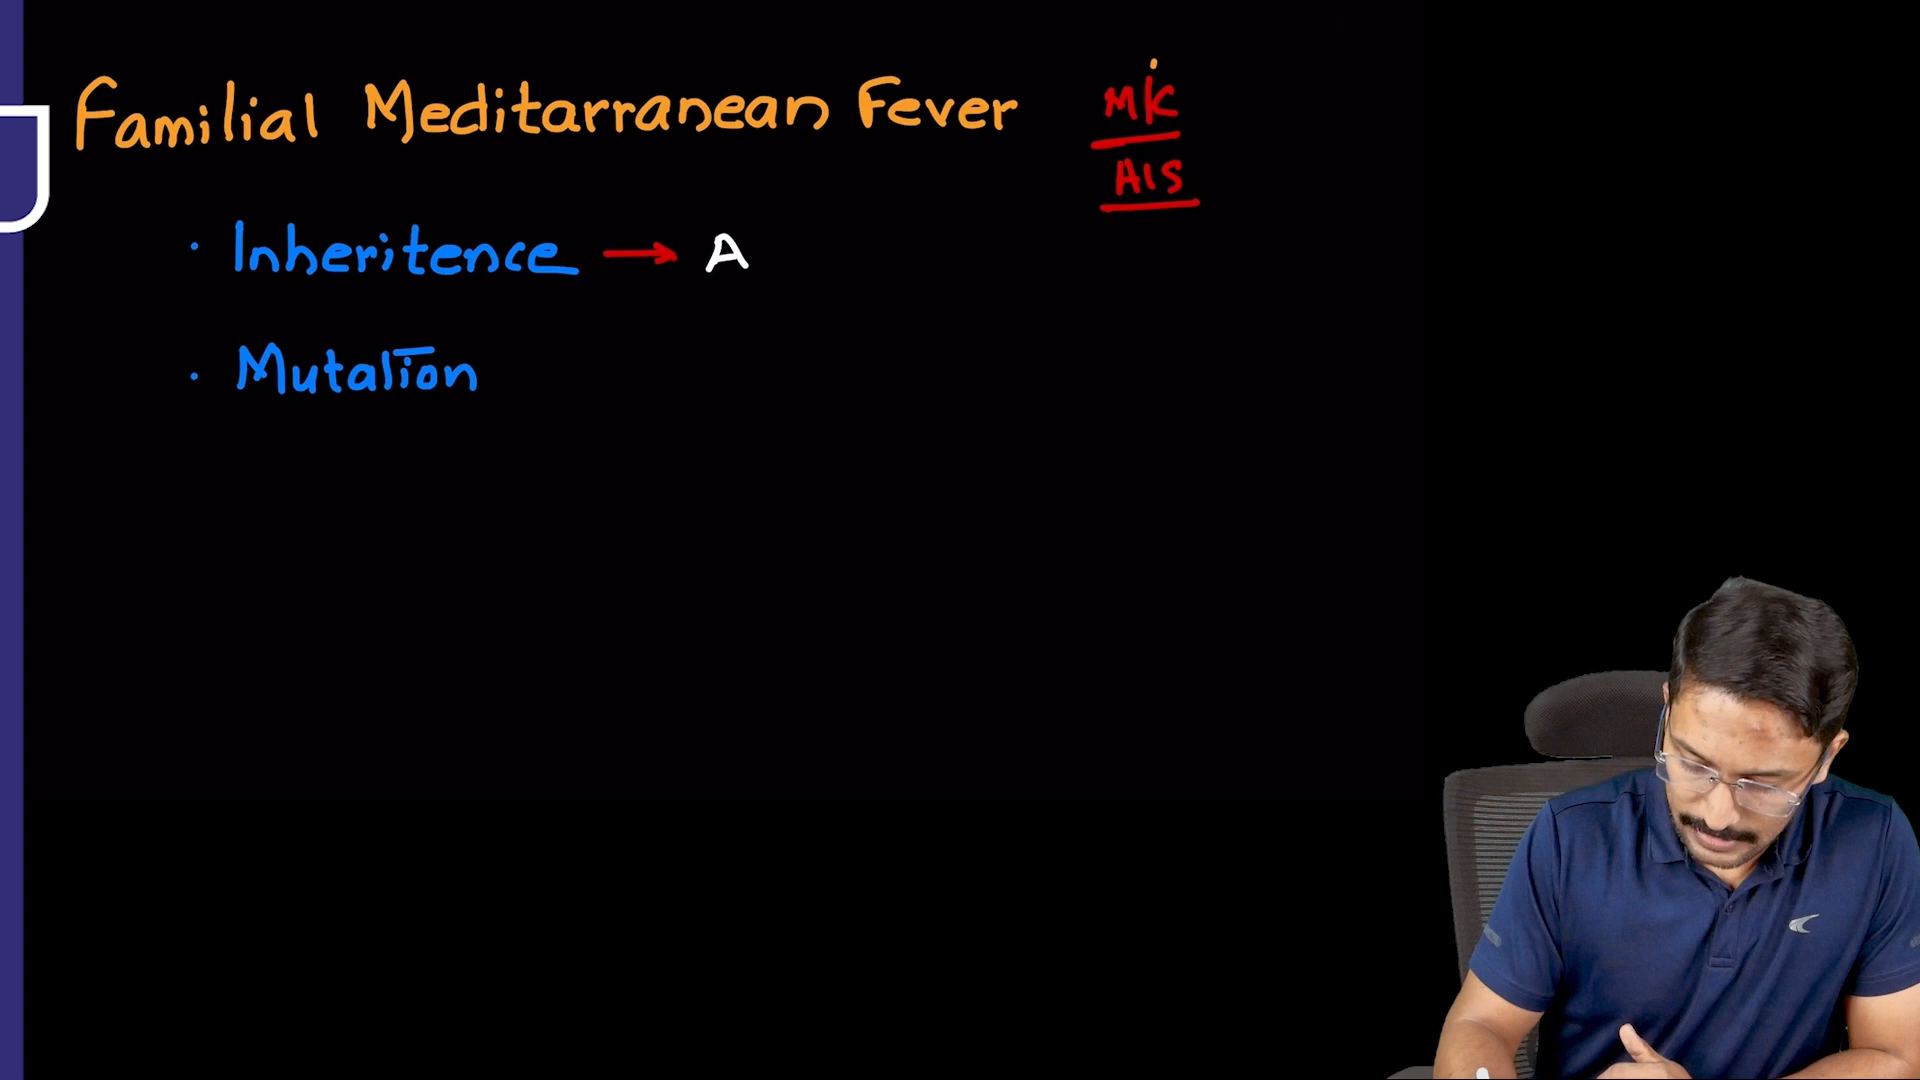 Familial Meditarranean Fever
MK
AIS
· Inheritence → A
· Mutation